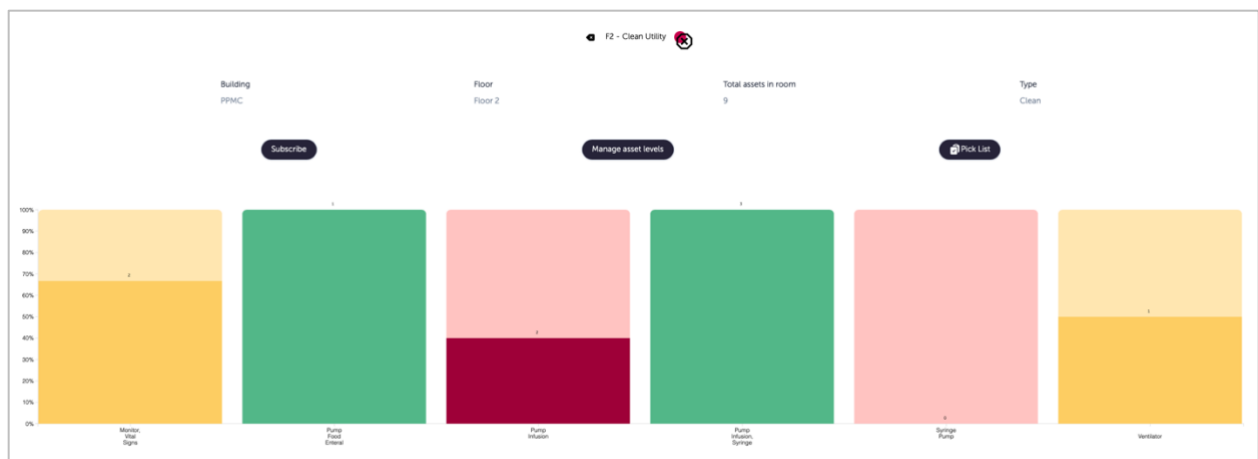 F2 - Clean Utility
Building
Floor
Total assets in room
Type
PPMC
Floor 2
9
Clean
Subscribe
Manage asset levels
Pick List
100%
90%
80%
70%
60%
50%
40%
30%
20%
10%
0%
Monitor,
Vital
Signs
Pump
Food
Enteral
Pump
Infusion
Pump
Infusion,
Syringe
Syringe
Pump
Ventilator